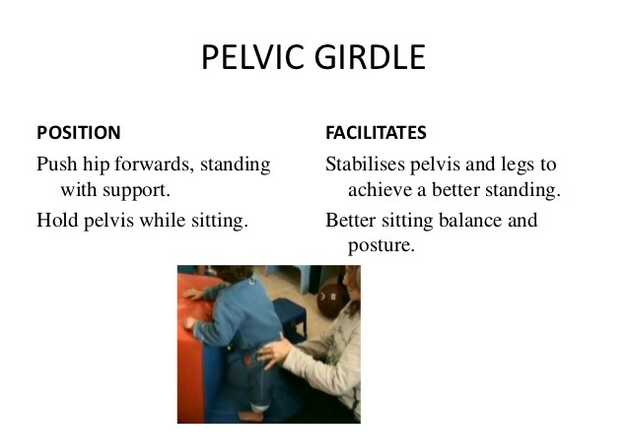 PELVIC GIRDLE
POSITION
Push hip forwards, standing
with support.
Hold pelvis while sitting.
FACILITATES
Stabilises pelvis and legs to
achieve a better standing.
Better sitting balance and
posture.